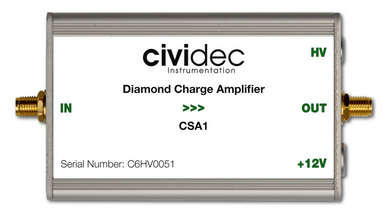 HV
cividec
Instrumentation
Diamond Charge Amplifier
IN >>> OUT
CSA1
Serial Number: C6HV0051 +12V